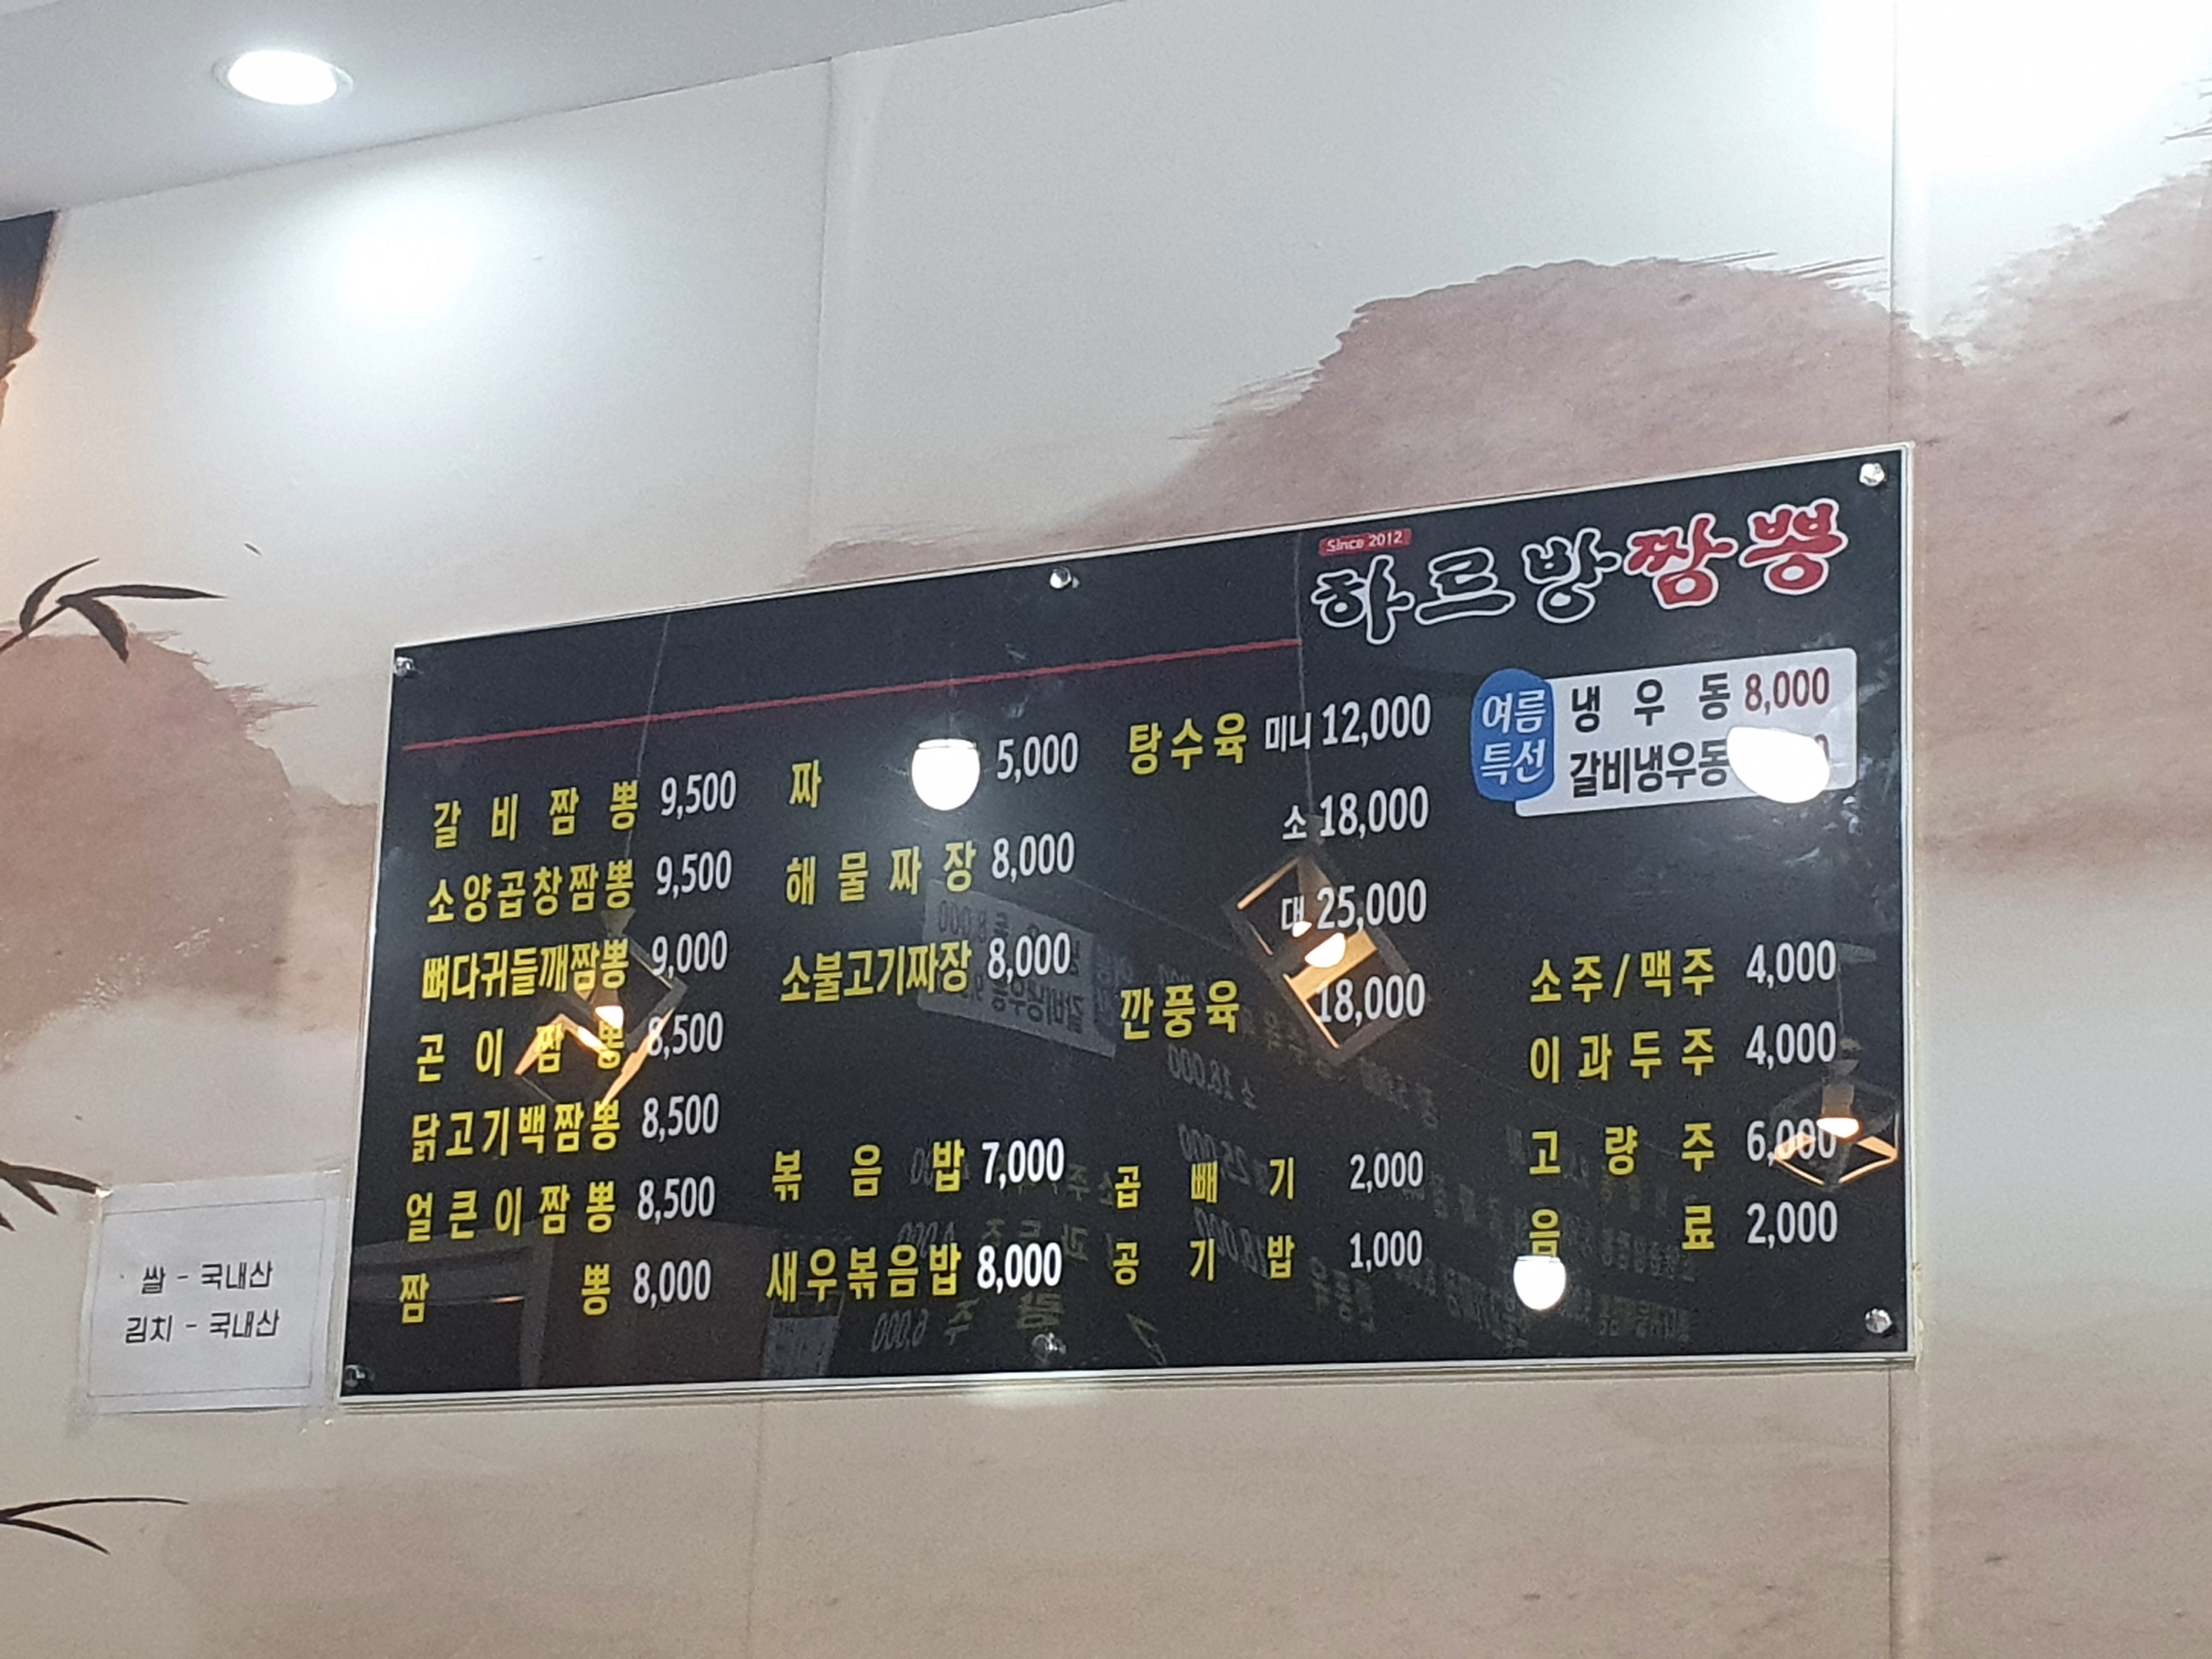 Since 2012
하르방짬뽕
갈비짬뽕 9,500
소양곱창짬뽕 9,500
뼈다귀들깨짬뽕 9,000
곤이짬뽕 8,500
닭고기백짬뽕 8,500
얼큰이짬뽕 8,500
짬뽕 8,000
짜 5,000
해물짜장 8,000
소불고기짜장 8,000
볶음밥 7,000
새우볶음밥 8,000
탕수육 미니 12,000
소 18,000
대 25,000
깐풍육 18,000
곱빼기 2,000
공기밥 1,000
여름
특선
냉우동 8,000
갈비냉우동
소주/맥주 4,000
이과두주 4,000
고량주 6,000
음료 2,000
쌀 - 국내산
김치 - 국내산